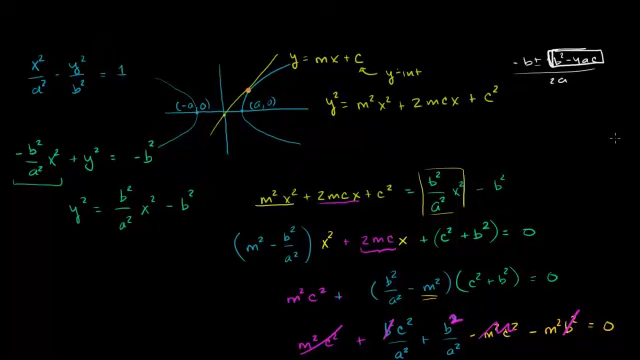 x²/a² - y²/b² = 1
y = mx + c
y-int
(-a, 0)
(a, 0)
y² = m²x² + 2mcx + c²
-b ± √(b² - 4ac) / 2a
-b²/a² x² + y² = -b²
y² = b²/a² x² - b²
m²x² + 2mcx + c² = b²/a² x² - b²
(m² - b²/a²) x² + 2mc x + (c² + b²) = 0
m²c² + (b²/a² - m²)(c² + b²) = 0
m²c² + b²c²/a² + b²/a² - m²c² - m²b² = 0